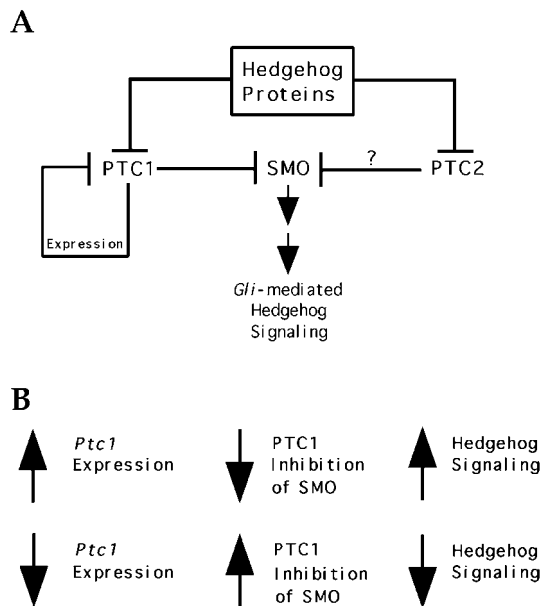 A
Hedgehog
Proteins
PTC1
SMO
?
PTC2
Expression
Gli-mediated
Hedgehog
Signaling
B
Ptc1
Expression
PTC1
Inhibition
of SMO
Hedgehog
Signaling
Ptc1
Expression
PTC1
Inhibition
of SMO
Hedgehog
Signaling